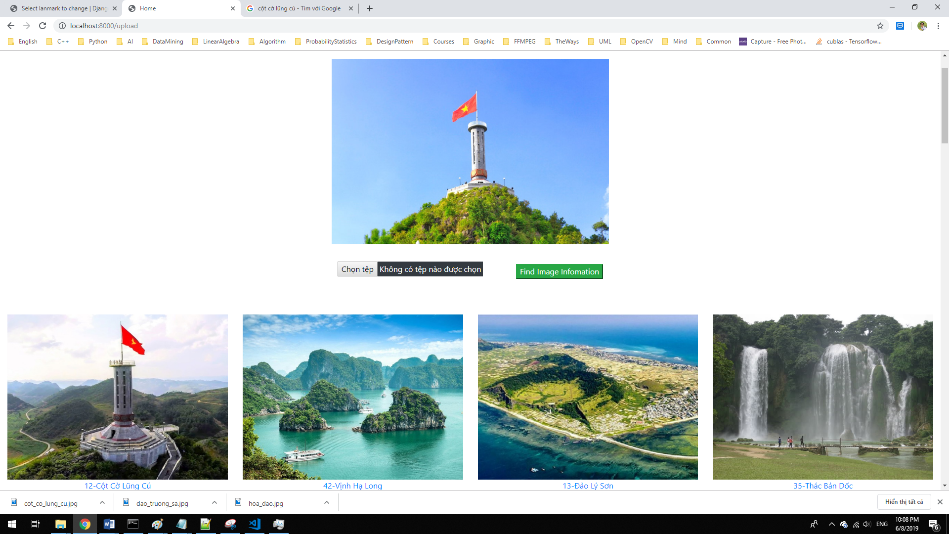 Select lanmark to change | Djan
Home
cột cờ lũng cú - Tìm với Google
localhost:8000/upload
English
C++
Python
AI
DataMining
LinearAlgebra
Algorithm
ProbabilityStatistics
DesignPattern
Courses
Graphic
FFMPEG
TheWays
UML
OpenCV
Mind
Common
Capture - Free Phot...
cublas - Tensorflow...
Chọn tệp Không có tệp nào được chọn
Find Image Infomation
12-Cột Cờ Lũng Cú
42-Vịnh Hạ Long
13-Đảo Lý Sơn
35-Thác Bản Dốc
cot_co_lung_cu.jpg
dao_truong_sa.jpg
hoa_dao.jpg
Hiển thị tất cả
ENG
10:08 PM
6/8/2019